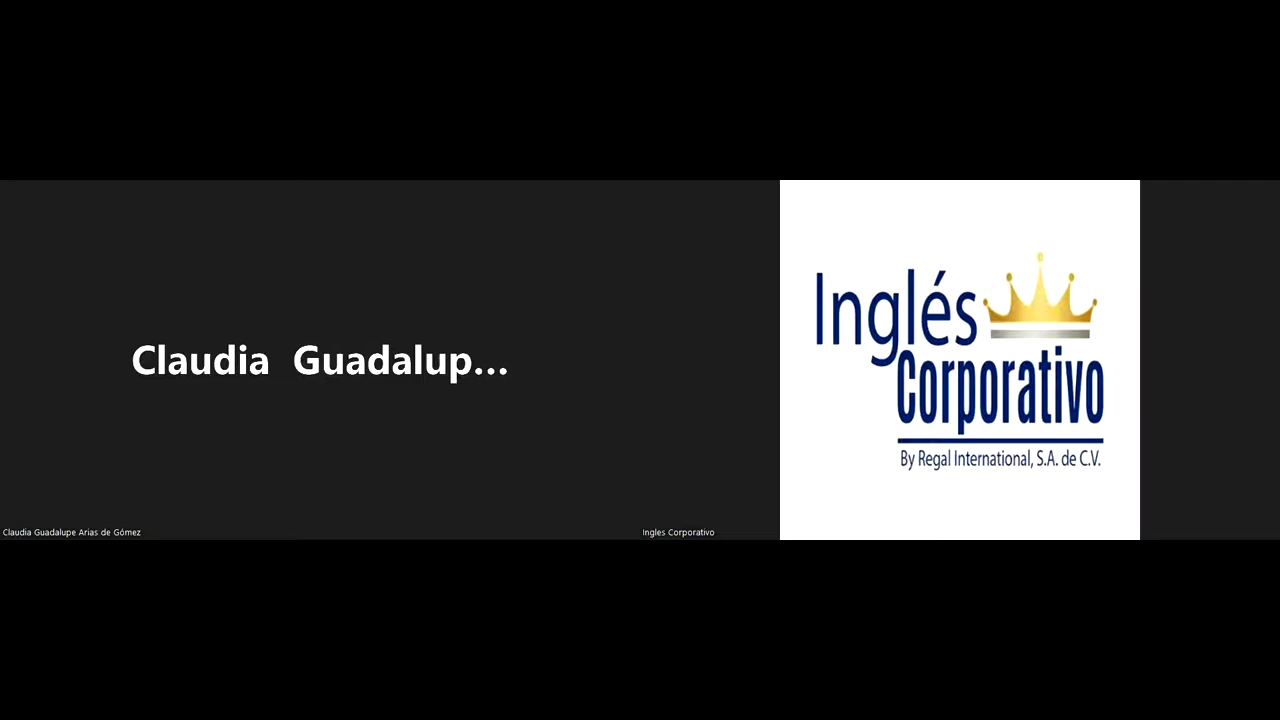 Claudia Guadalup...
Claudia Guadalupe Arias de Gómez
Inglés
Corporativo
By Regal International, S.A. de C.V.
Ingles Corporativo